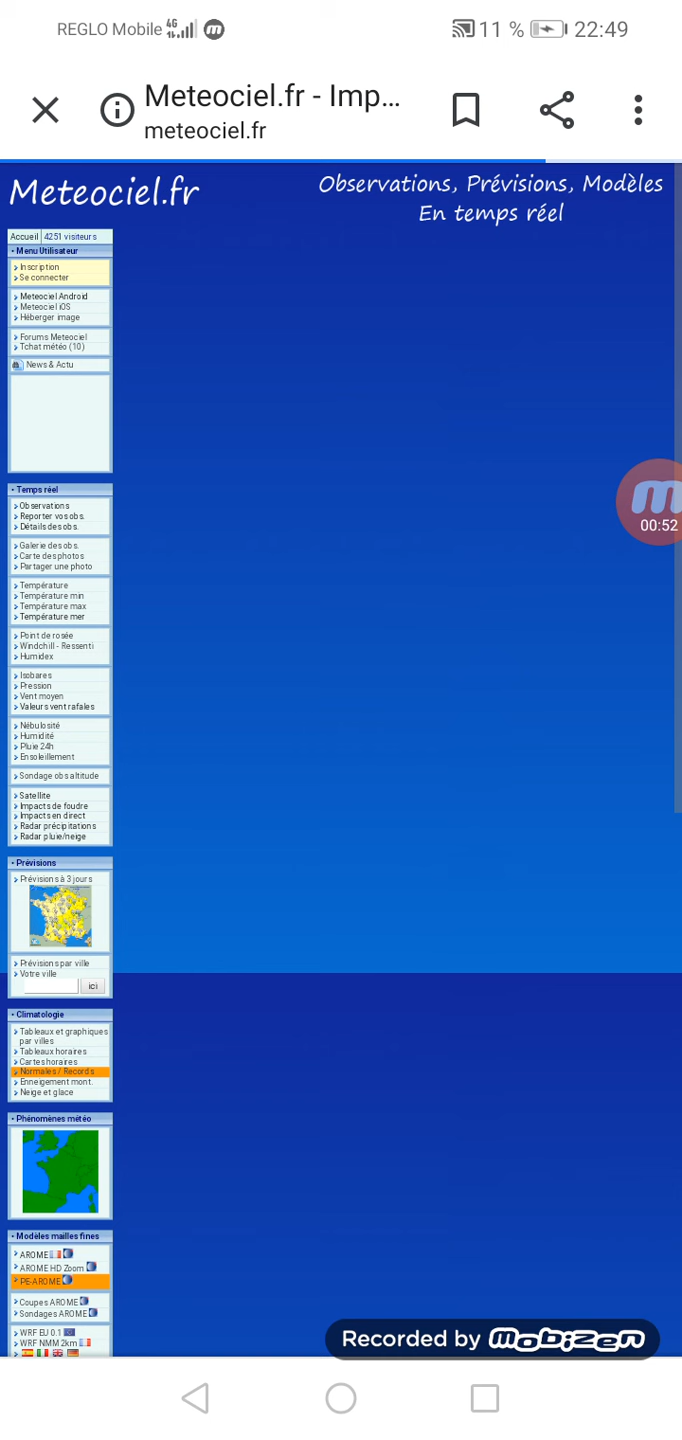 REGLO Mobile 4G 11 % 22:49
Meteociel.fr - Imp...
meteociel.fr
Meteociel.fr
Observations, Prévisions, Modèles
En temps réel
Accueil 4251 visiteurs
• Menu Utilisateur
Inscription
Se connecter
Meteociel Android
Meteociel iOS
Héberger image
Forums Meteociel
Tchat météo (10)
News & Actu
• Temps réel
Observations
Reporter vos obs.
Détails des obs.
Galerie des obs.
Carte des photos
Partager une photo
Température
Température min
Température max
Température mer
Point de rosée
Windchill - Ressenti
Humidex
Isobares
Pression
Vent moyen
Valeurs vent rafales
Nébulosité
Humidité
Pluie 24h
Ensoleillement
Sondage obs altitude
Satellite
Impacts de foudre
Impacts en direct
Radar précipitations
Radar pluie/neige
00:52
• Prévisions
Prévisions à 3 jours
Prévisions par ville
Votre ville
ici
• Climatologie
Tableaux et graphiques
par villes
Tableaux horaires
Cartes horaires
Normales / Records
Enneigement mont.
Neige et glace
• Phénomènes météo
• Modèles mailles fines
AROME
AROME HD Zoom
PE-AROME
Coupes AROME
Sondages AROME
WRF EU 0.1
WRF NMM 2km
Recorded by mobizen